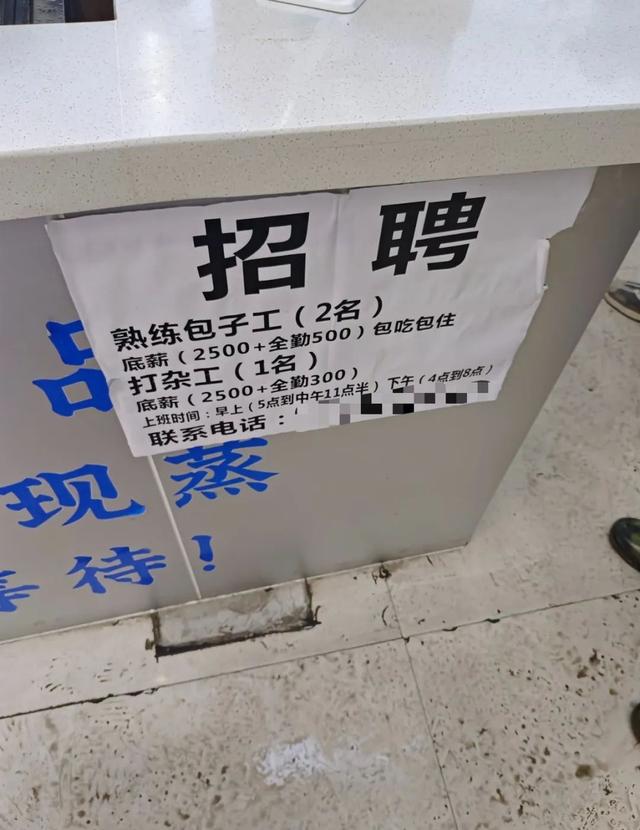 招聘
熟练包子工（2名）
底薪（2500+全勤500）包吃包住
打杂工（1名）
底薪（2500+全勤300）
上班时间：早上（5点到中午11点半）下午（4点到8点）
联系电话：
品
现蒸
等待！